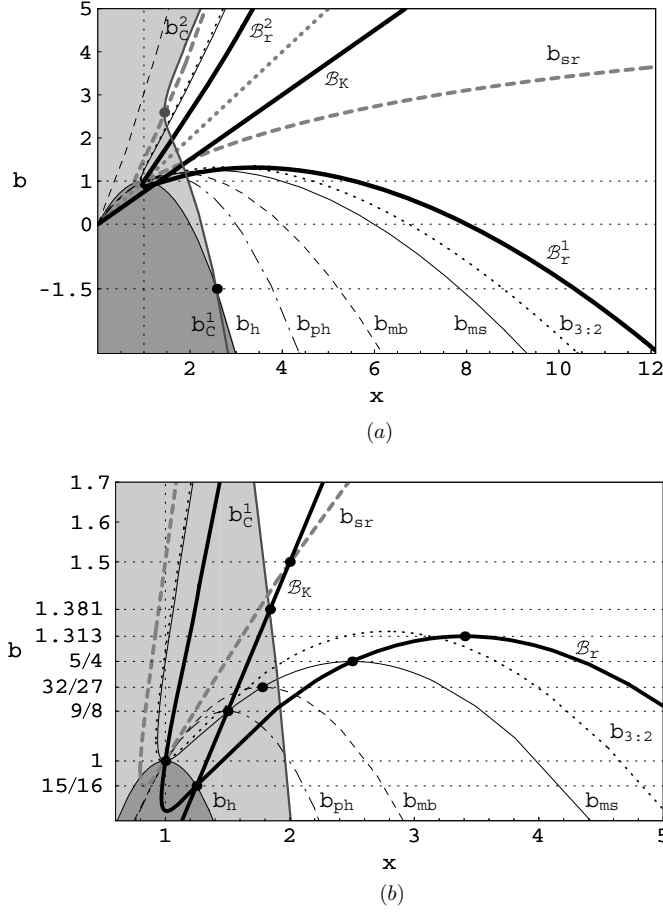 5
4
3
2
b
1
0
-1.5
b_C^2
ℬ_r^2
ℬ_K
b_sr
ℬ_r^1
b_C^1
b_h
b_ph
b_mb
b_ms
b_3:2
2
4
6
8
10
12
x
(a)
1.7
1.6
1.5
1.381
1.313
b
5/4
32/27
9/8
1
15/16
b_C^1
b_sr
ℬ_K
ℬ_r
b_3:2
b_h
b_ph
b_mb
b_ms
1
2
3
4
5
x
(b)